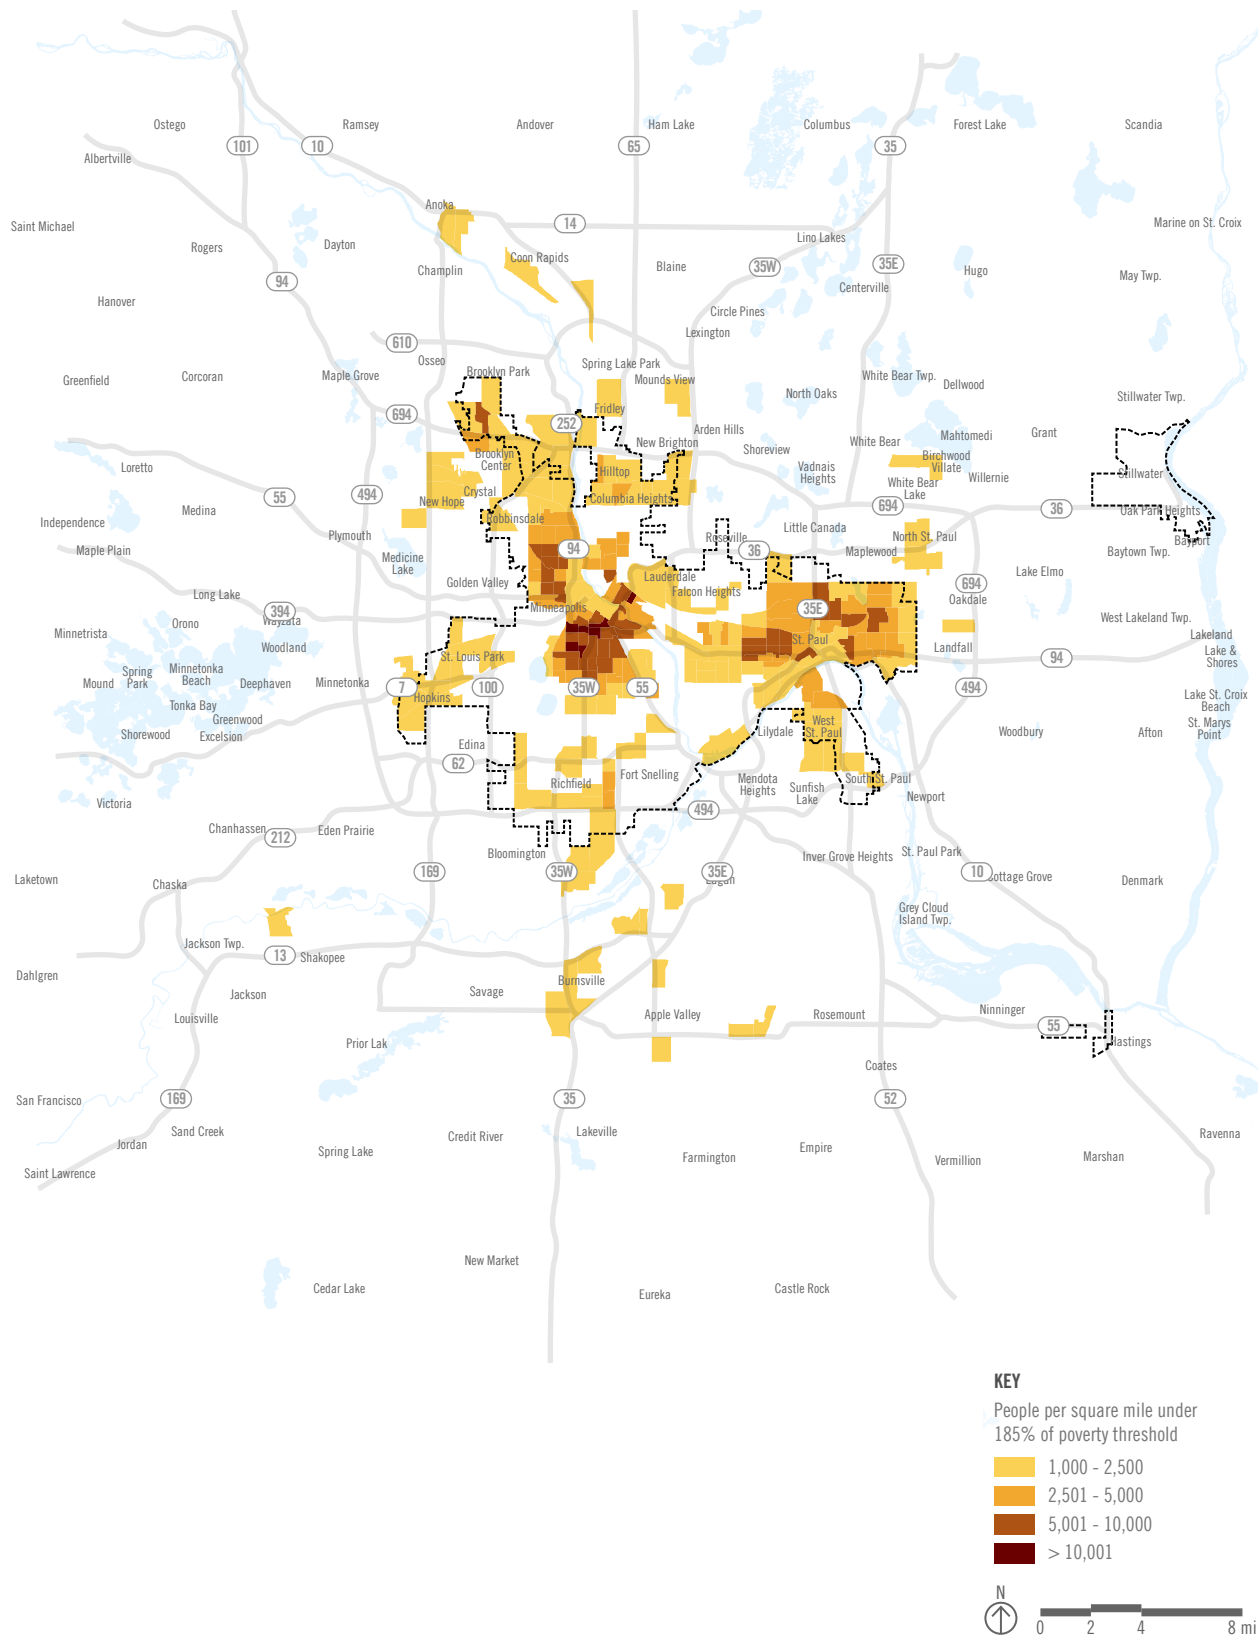 Ostego
Ramsey
Andover
Ham Lake
Columbus
Forest Lake
Scandia
101
10
65
35
Albertville
Anoka
Saint Michael
14
Marine on St. Croix
Rogers
Dayton
Lino Lakes
Coon Rapids
Champlin
Blaine
35W
35E
Hugo
May Twp.
94
Centerville
Hanover
Circle Pines
Lexington
610
Osseo
Spring Lake Park
Brooklyn Park
Greenfield
Corcoran
Maple Grove
Mounds View
White Bear Twp.
Dellwood
North Oaks
Stillwater Twp.
694
Fridley
252
Arden Hills
Grant
New Brighton
Shoreview
White Bear
Mahtomedi
Brooklyn
Center
Birchwood
Villate
Loretto
Hilltop
Vadnais
Heights
Willernie
Stillwater
White Bear
Lake
55
494
Crystal
New Hope
Columbia Heights
694
36
Medina
Oak Park Heights
Independence
Robbinsdale
Little Canada
Plymouth
Roseville
North St. Paul
Bayport
Maple Plain
94
36
Maplewood
Baytown Twp.
Medicine
Lake
Lake Elmo
Golden Valley
Lauderdale
694
Long Lake
Falcon Heights
Oakdale
394
Wayzata
Minneapolis
35E
West Lakeland Twp.
Orono
Minnetrista
St. Paul
Lakeland
Woodland
Landfall
Lake &
Shores
St. Louis Park
94
Spring
Park
Minnetonka
Beach
Mound
Deephaven
Minnetonka
7
100
35W
55
494
Hopkins
Lake St. Croix
Beach
Tonka Bay
Greenwood
West
St. Paul
St. Marys
Point
Shorewood
Excelsion
Lilydale
Woodbury
Afton
Edina
62
Fort Snelling
Richfield
Mendota
Heights
South St. Paul
Sunfish
Lake
Newport
Victoria
494
Chanhassen
212
Eden Prairie
Bloomington
Inver Grove Heights
St. Paul Park
169
35W
35E
10
Cottage Grove
Laketown
Chaska
Denmark
Grey Cloud
Island Twp.
Jackson Twp.
13
Shakopee
Dahlgren
Burnsville
Jackson
Savage
Ninninger
Louisville
Apple Valley
Rosemount
55
Prior Lak
Hastings
Coates
San Francisco
169
35
52
Sand Creek
Lakeville
Jordan
Credit River
Ravenna
Spring Lake
Empire
Farmington
Vermillion
Marshan
Saint Lawrence
New Market
Cedar Lake
Eureka
Castle Rock
KEY
People per square mile under
185% of poverty threshold
1,000 - 2,500
2,501 - 5,000
5,001 - 10,000
> 10,001
N
0 2 4 8 mi